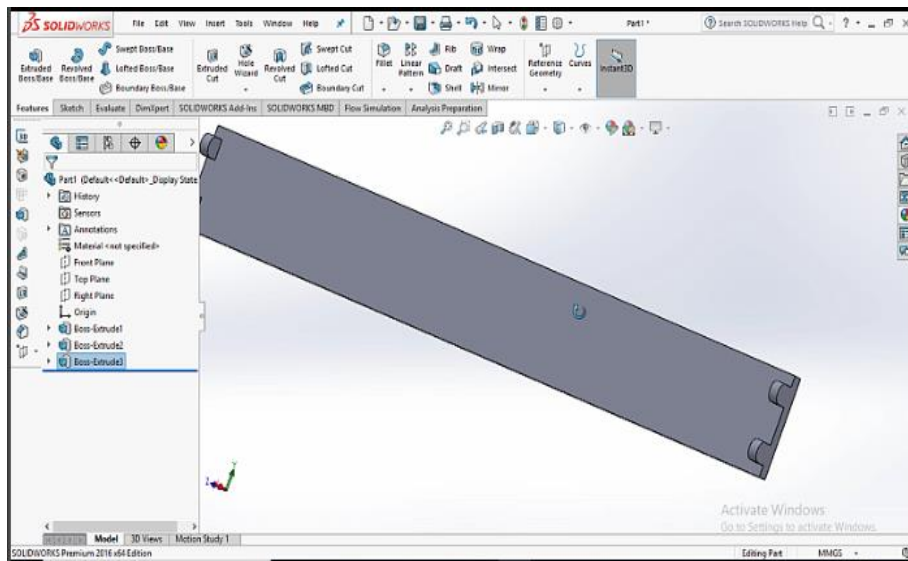 SOLIDWORKS File Edit View Insert Tools Window Help Part1 * Search SOLIDWORKS Help
Extruded Boss/Base Revolved Boss/Base Swept Boss/Base Lofted Boss/Base Boundary Boss/Base Extruded Cut Hole Wizard Revolved Cut Swept Cut Lofted Cut Boundary Cut Fillet Linear Pattern Rib Draft Shell Wrap Intersect Mirror Reference Geometry Curves Instant3D
Features Sketch Evaluate DimXpert SOLIDWORKS Add-Ins SOLIDWORKS MBD Flow Simulation Analysis Preparation
Part1 (Default<<Default>_Display State
History
Sensors
Annotations
Material <not specified>
Front Plane
Top Plane
Right Plane
Origin
Boss-Extrude1
Boss-Extrude2
Boss-Extrude3
Activate Windows
Go to Settings to activate Windows.
Model 3D Views Motion Study 1
SOLIDWORKS Premium 2016 x64 Edition Editing Part MMGS